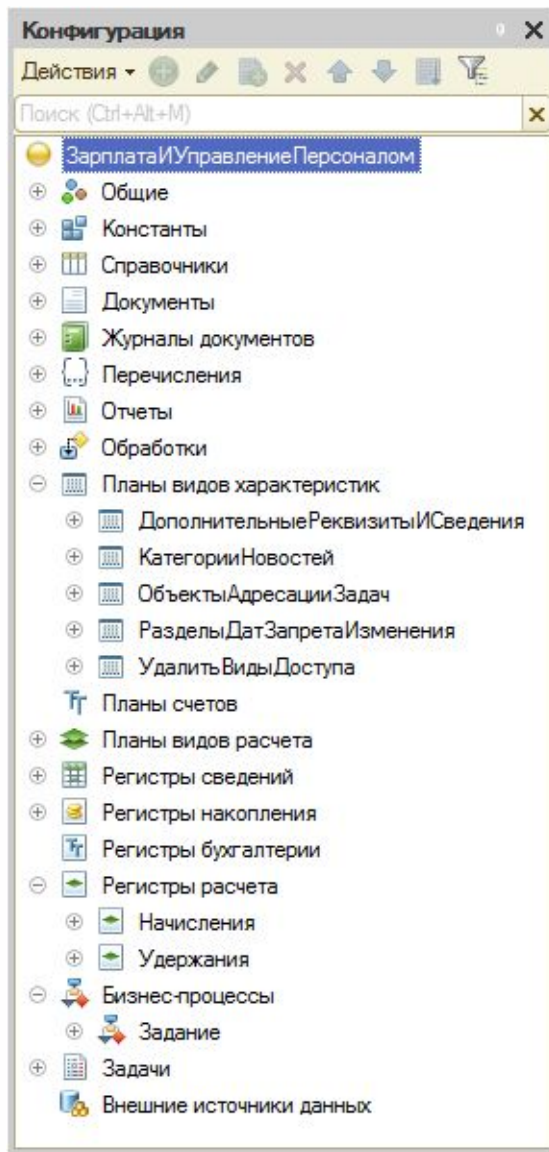 Конфигурация
Действия
Поиск (Ctrl+Alt+M)
ЗарплатаИУправлениеПерсоналом
Общие
Константы
Справочники
Документы
Журналы документов
Перечисления
Отчеты
Обработки
Планы видов характеристик
ДополнительныеРеквизитыИСведения
КатегорииНовостей
ОбъектыАдресацииЗадач
РазделыДатЗапретаИзменения
УдалитьВидыДоступа
Планы счетов
Планы видов расчета
Регистры сведений
Регистры накопления
Регистры бухгалтерии
Регистры расчета
Начисления
Удержания
Бизнес-процессы
Задание
Задачи
Внешние источники данных